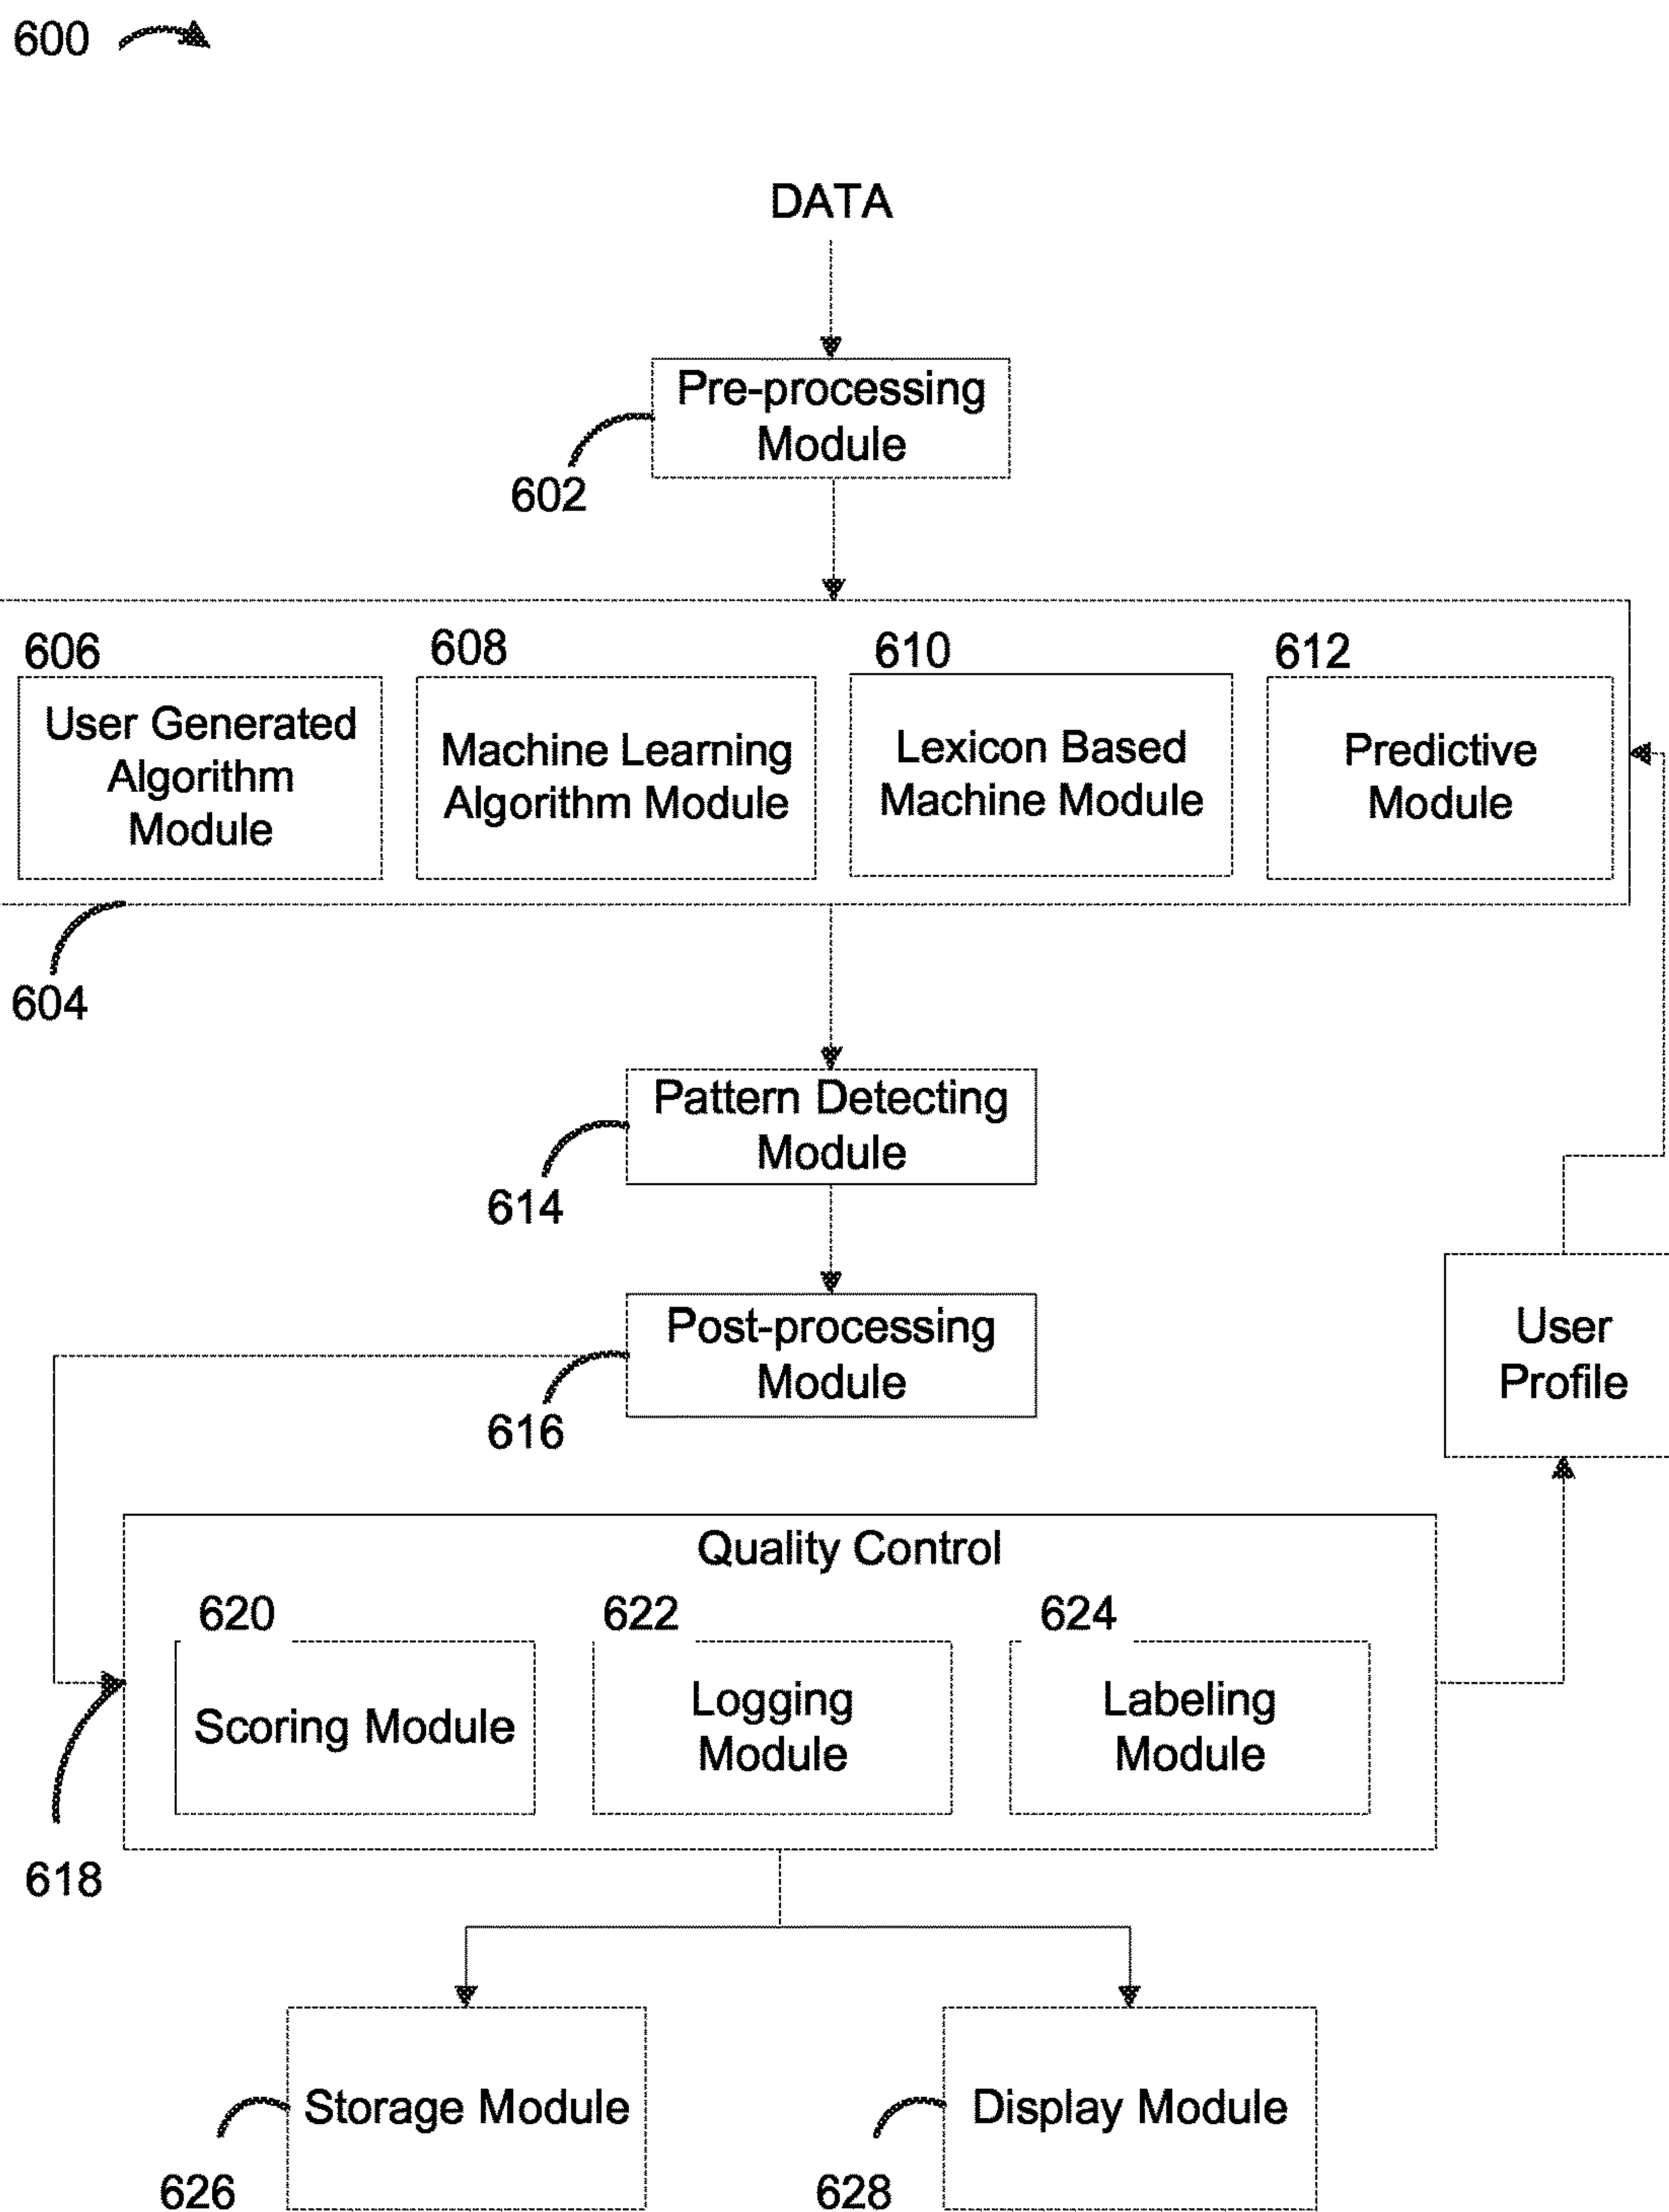 600
DATA
Pre-processing
Module
602
606
User Generated
Algorithm
Module
608
Machine Learning
Algorithm Module
610
Lexicon Based
Machine Module
612
Predictive
Module
604
Pattern Detecting
Module
614
Post-processing
Module
616
User
Profile
Quality Control
620
Scoring Module
622
Logging
Module
624
Labeling
Module
618
Storage Module
626
Display Module
628